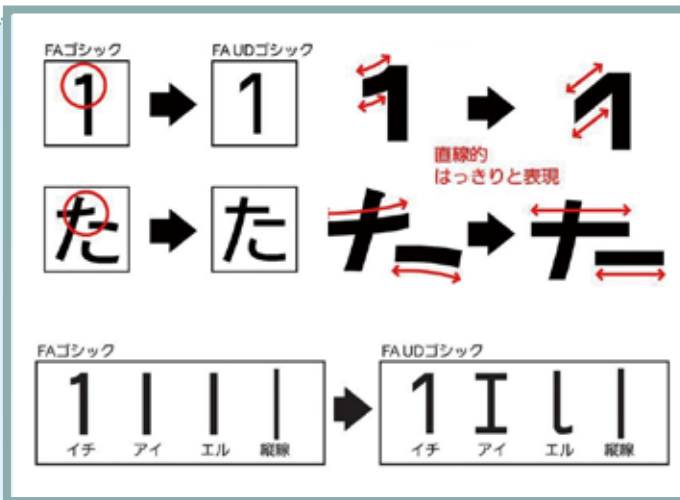 FAゴシック
FA UDゴシック
1
1
1
1
直線的
はっきりと表現
た
た
FAゴシック
FA UDゴシック
1 I l |
イチ アイ エル 縦線
1 I l |
イチ アイ エル 縦線